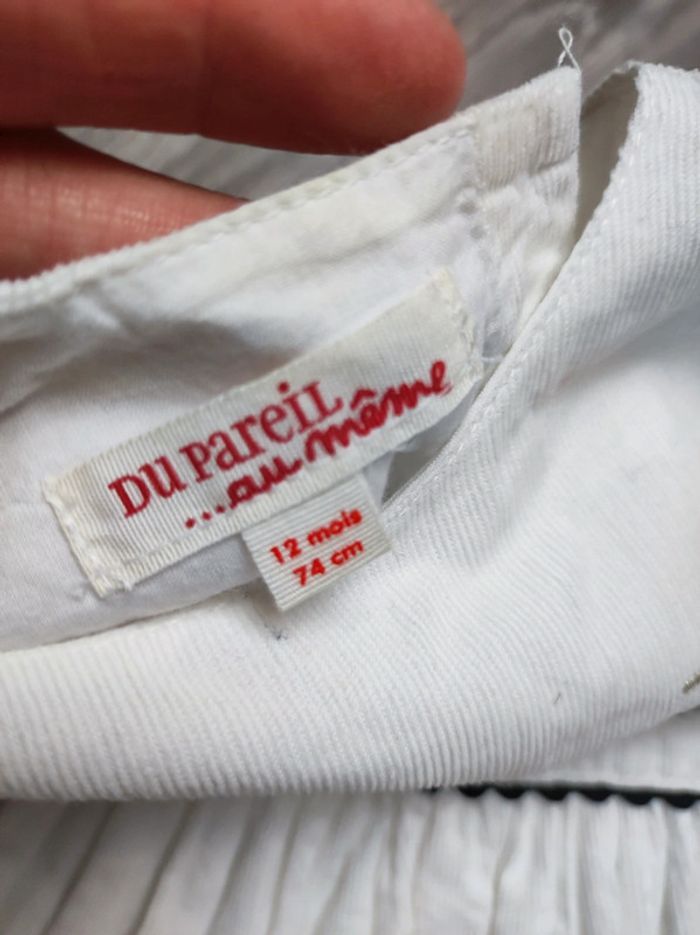 DU PAREIL
...au même
12 mois
74 cm